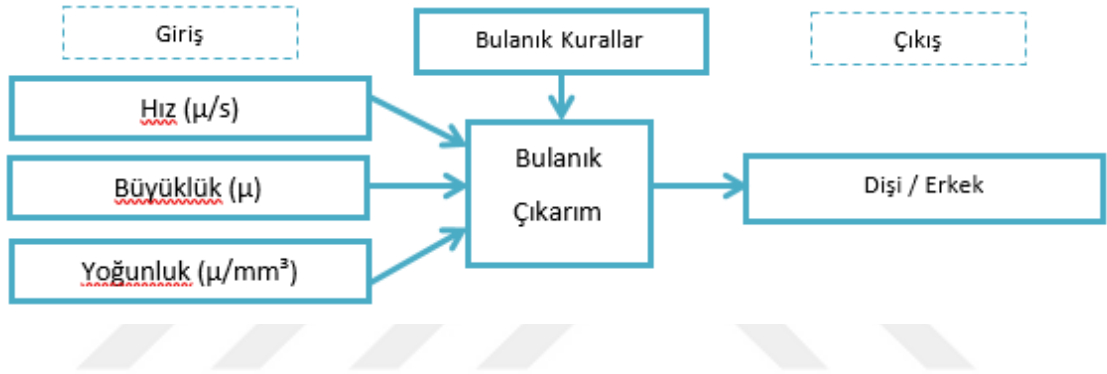 Giriş
Bulanık Kurallar
Çıkış
Hız (µ/s)
Büyüklük (µ)
Yoğunluk (µ/mm³)
Bulanık
Çıkarım
Dişi / Erkek